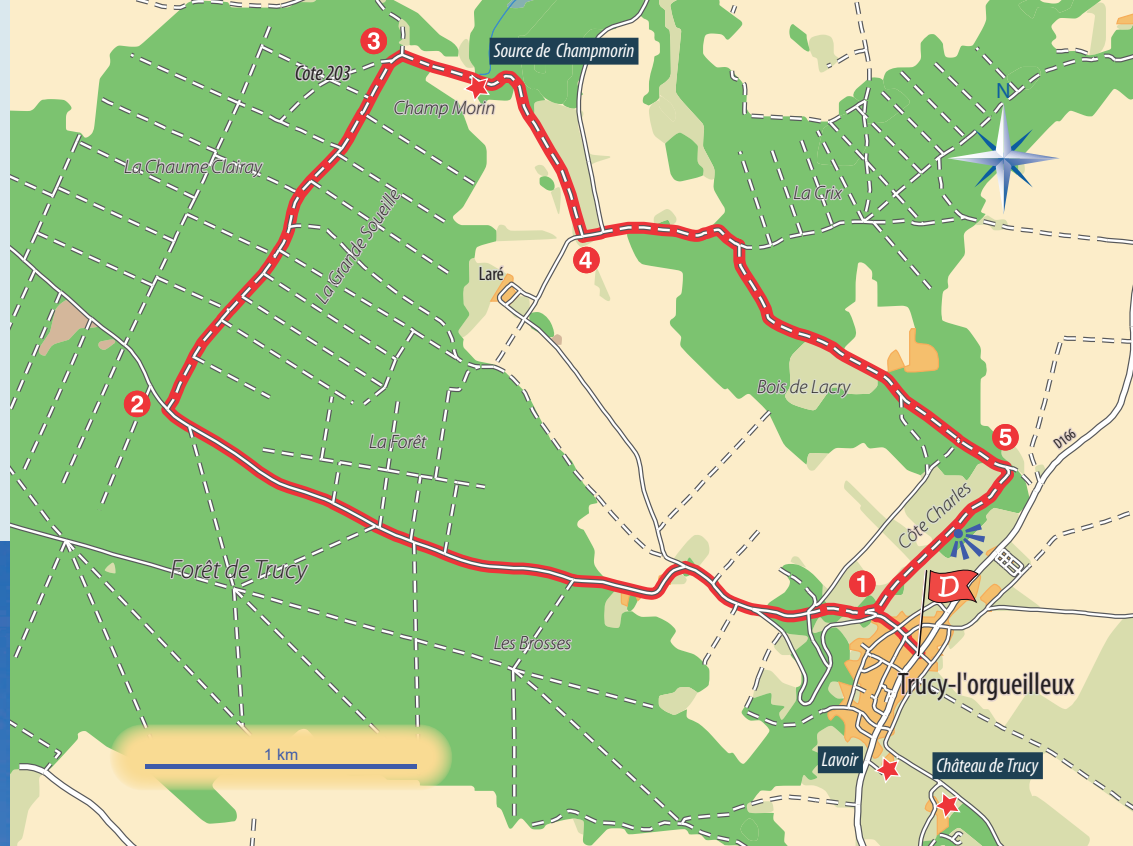 3
Source de Champmorin
Cote 203
Champ Morin
N
La Chaume Clairay
La Crix
La Grande Soueille
4
Laré
2
Bois de Lacry
5
D166
La Forêt
Côte Charles
Forêt de Trucy
1
D
Les Brosses
Trucy-l'orgueilleux
1 km
Lavoir
Château de Trucy